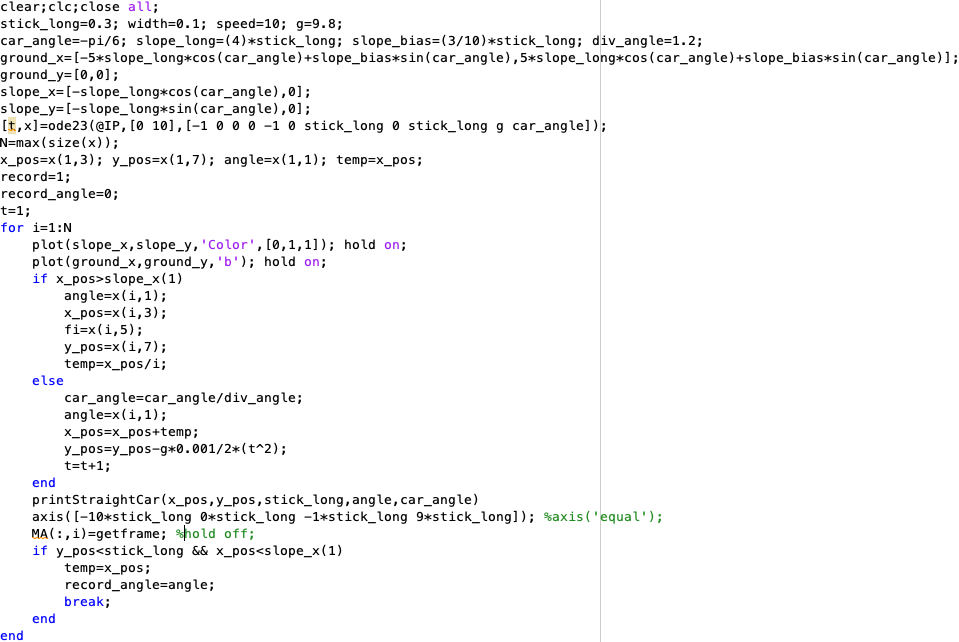 clear;clc;close all;
stick_long=0.3; width=0.1; speed=10; g=9.8;
car_angle=-pi/6; slope_long=(4)*stick_long; slope_bias=(3/10)*stick_long; div_angle=1.2;
ground_x=[-5*slope_long*cos(car_angle)+slope_bias*sin(car_angle),5*slope_long*cos(car_angle)+slope_bias*sin(car_angle)];
ground_y=[0,0];
slope_x=[-slope_long*cos(car_angle),0];
slope_y=[-slope_long*sin(car_angle),0];
[t,x]=ode23(@IP,[0 10],[-1 0 0 0 -1 0 stick_long 0 stick_long g car_angle]);
N=max(size(x));
x_pos=x(1,3); y_pos=x(1,7); angle=x(1,1); temp=x_pos;
record=1;
record_angle=0;
t=1;
for i=1:N
    plot(slope_x,slope_y,'Color',[0,1,1]); hold on;
    plot(ground_x,ground_y,'b'); hold on;
    if x_pos>slope_x(1)
        angle=x(i,1);
        x_pos=x(i,3);
        fi=x(i,5);
        y_pos=x(i,7);
        temp=x_pos/i;
    else
        car_angle=car_angle/div_angle;
        angle=x(i,1);
        x_pos=x_pos+temp;
        y_pos=y_pos-g*0.001/2*(t^2);
        t=t+1;
    end
    printStraightCar(x_pos,y_pos,stick_long,angle,car_angle)
    axis([-10*stick_long 0*stick_long -1*stick_long 9*stick_long]); %axis('equal');
    MA(:,i)=getframe; %hold off;
    if y_pos<stick_long && x_pos<slope_x(1)
        temp=x_pos;
        record_angle=angle;
        break;
    end
end